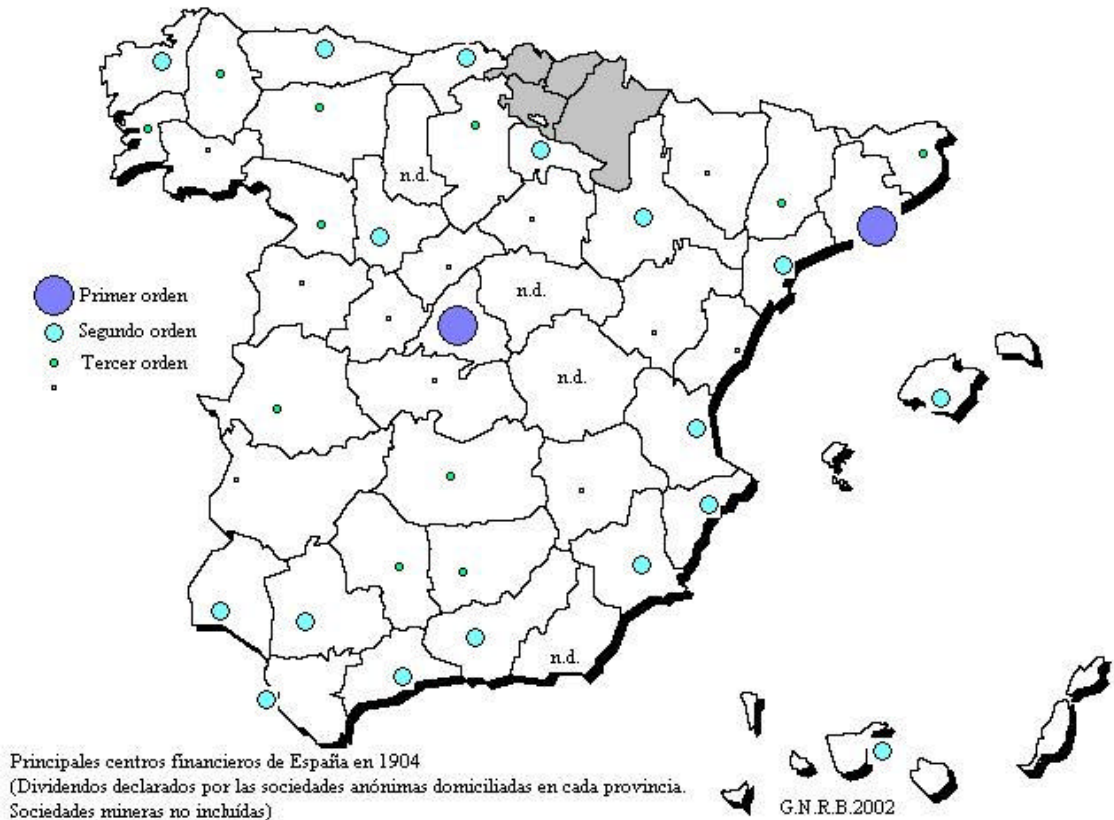 n.d.
n.d.
Primer orden
Segundo orden
Tercer orden
n.d.
n.d.
Principales centros financieros de España en 1904
(Dividendos declarados por las sociedades anónimas domiciliadas en cada provincia.
Sociedades mineras no incluídas)
G.N.R.B.2002